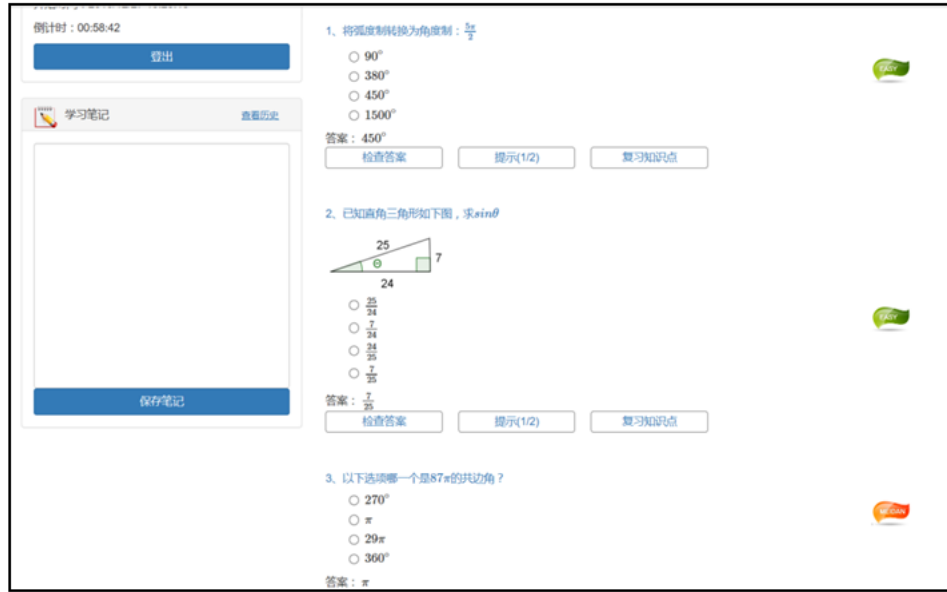 倒计时：00:58:42
登出
学习笔记 查看历史
保存笔记
1、将弧度制转换为角度制：5π/2
90°
380°
450°
1500°
答案： 450°
检查答案 提示(1/2) 复习知识点
EASY
2、已知直角三角形如下图，求sinθ
25
Θ
7
24
25/24
7/24
24/25
7/25
答案： 7/25
检查答案 提示(1/2) 复习知识点
EASY
3、以下选项哪一个是87π的共边角？
270°
π
29π
360°
答案： π